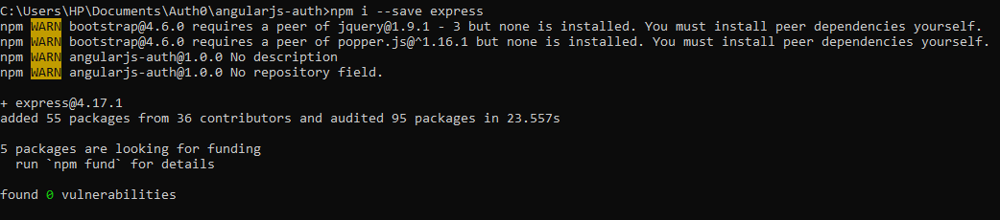 C:\Users\HP\Documents\Auth0\angularjs-auth>npm i --save express
npm WARN bootstrap@4.6.0 requires a peer of jquery@1.9.1 - 3 but none is installed. You must install peer dependencies yourself.
npm WARN bootstrap@4.6.0 requires a peer of popper.js@^1.16.1 but none is installed. You must install peer dependencies yourself.
npm WARN angularjs-auth@1.0.0 No description
npm WARN angularjs-auth@1.0.0 No repository field.
+ express@4.17.1
added 55 packages from 36 contributors and audited 95 packages in 23.557s
5 packages are looking for funding
run `npm fund` for details
found 0 vulnerabilities